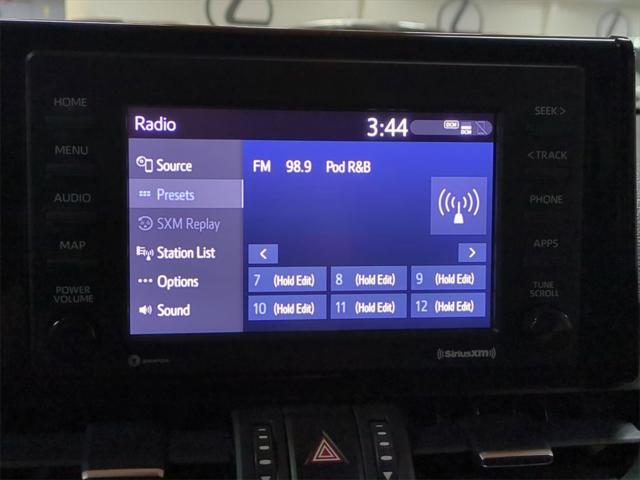 HOME
MENU
AUDIO
MAP
POWER
VOLUME
Radio
3:44
DCM
DCM
Source
Presets
SXM Replay
Station List
Options
Sound
FM 98.9 Pod R&B
<
>
7 (Hold Edit)
8 (Hold Edit)
9 (Hold Edit)
10 (Hold Edit)
11 (Hold Edit)
12 (Hold Edit)
SEEK >
< TRACK
PHONE
APPS
TUNE
SCROLL
((SiriusXM))